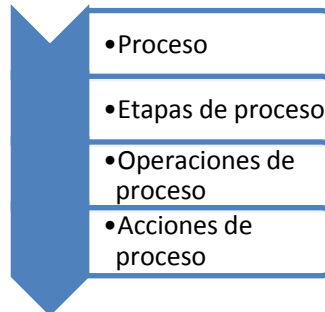 •Proceso
•Etapas de proceso
•Operaciones de
proceso
•Acciones de
proceso